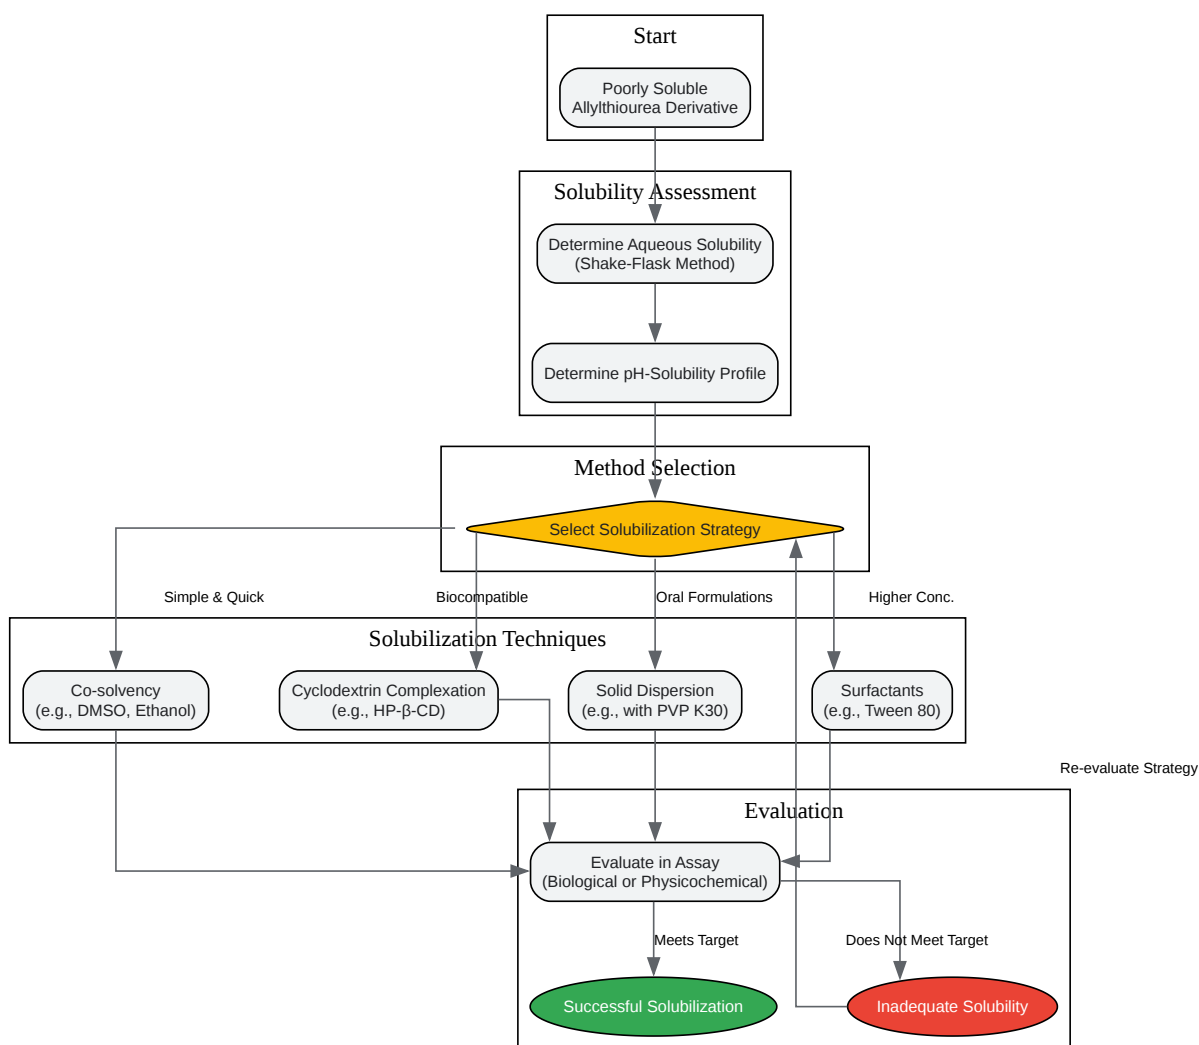 Start
Poorly Soluble
Allylthiourea Derivative
Solubility Assessment
Determine Aqueous Solubility
(Shake-Flask Method)
Determine pH-Solubility Profile
Method Selection
Select Solubilization Strategy
Simple & Quick
Biocompatible
Oral Formulations
Higher Conc.
Solubilization Techniques
Co-solvency
(e.g., DMSO, Ethanol)
Cyclodextrin Complexation
(e.g., HP-β-CD)
Solid Dispersion
(e.g., with PVP K30)
Surfactants
(e.g., Tween 80)
Re-evaluate Strategy
Evaluation
Evaluate in Assay
(Biological or Physicochemical)
Meets Target
Does Not Meet Target
Successful Solubilization
Inadequate Solubility